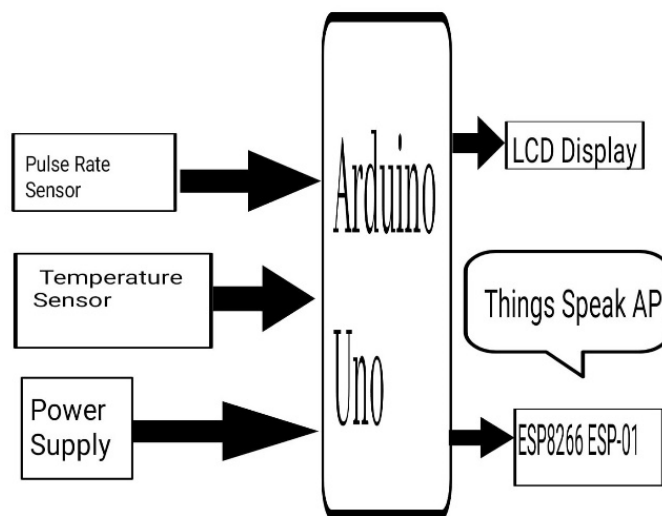 Pulse Rate
Sensor
Temperature
Sensor
Power
Supply
Arduino
Uno
LCD Display
Things Speak AP
ESP8266 ESP-01